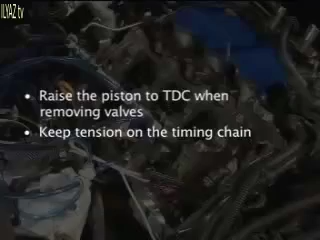 ILYAZ tv
• Raise the piston to TDC when
removing valves
• Keep tension on the timing chain